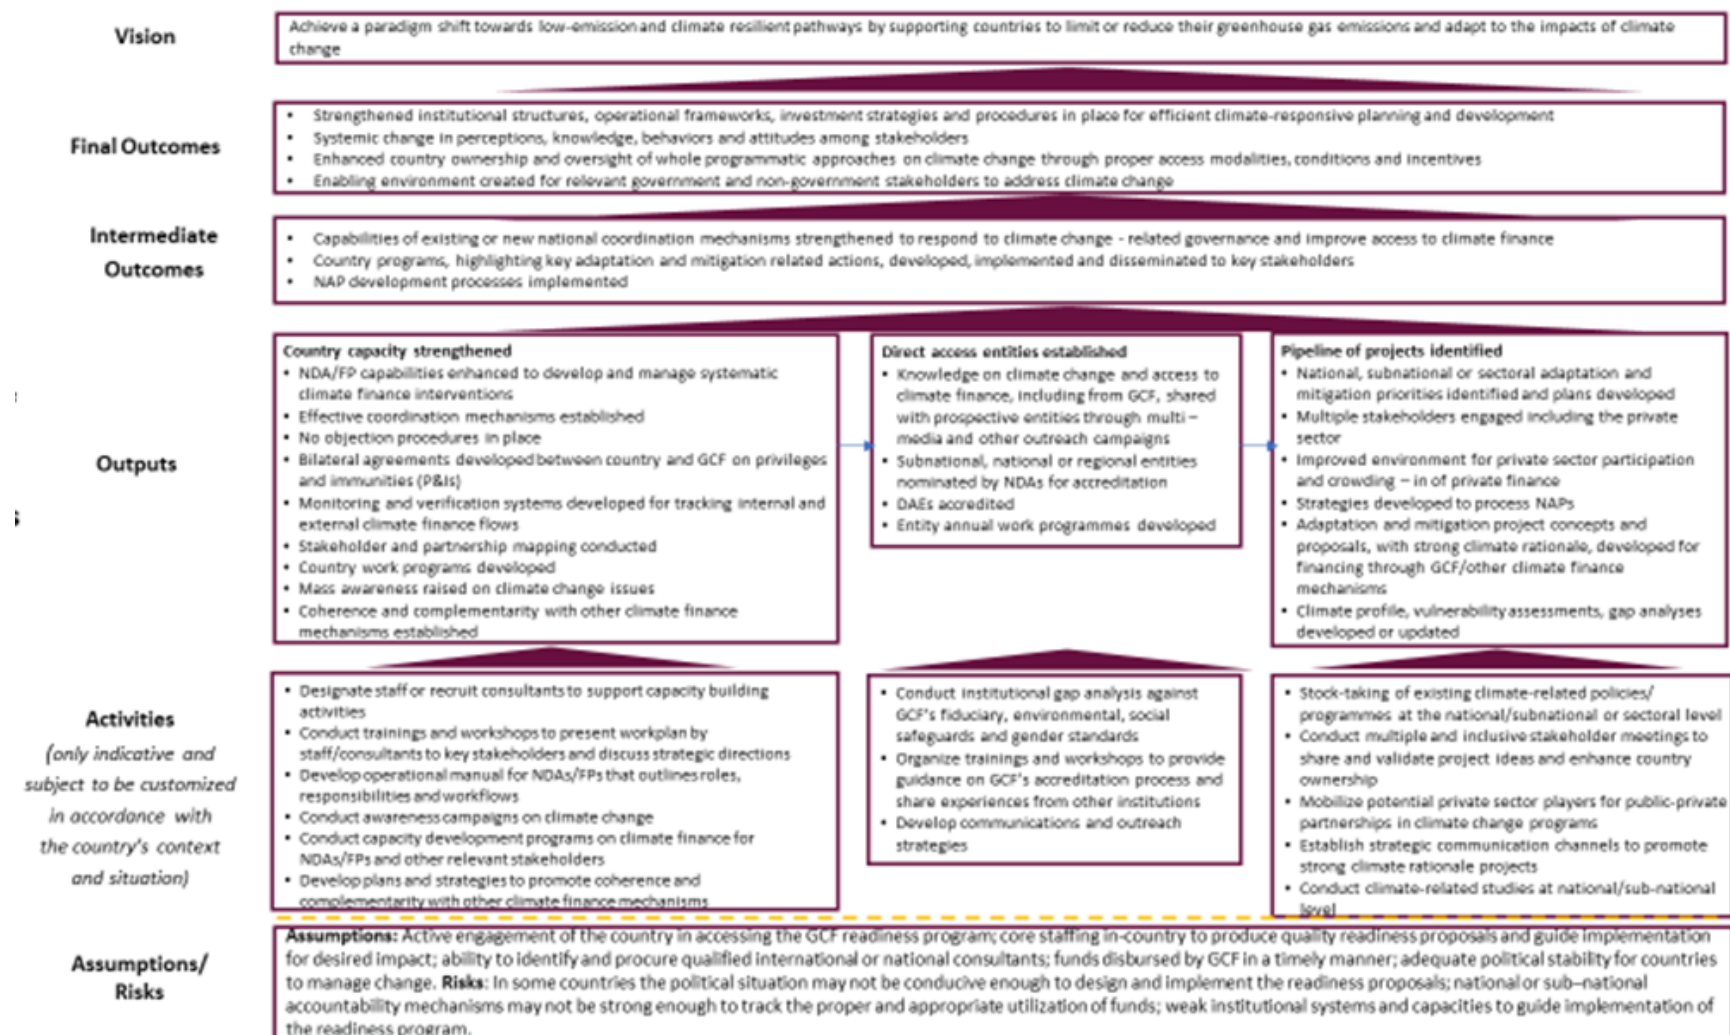 Vision
Achieve a paradigm shift towards low-emission and climate resilient pathways by supporting countries to limit or reduce their greenhouse gas emissions and adapt to the impacts of climate
change
Final Outcomes
• Strengthened institutional structures, operational frameworks, investment strategies and procedures in place for efficient climate-responsive planning and development
• Systemic change in perceptions, knowledge, behaviors and attitudes among stakeholders
• Enhanced country ownership and oversight of whole programmatic approaches on climate change through proper access modalities, conditions and incentives
• Enabling environment created for relevant government and non-government stakeholders to address climate change
Intermediate
Outcomes
• Capabilities of existing or new national coordination mechanisms strengthened to respond to climate change - related governance and improve access to climate finance
• Country programs, highlighting key adaptation and mitigation related actions, developed, implemented and disseminated to key stakeholders
• NAP development processes implemented
Outputs
Country capacity strengthened
• NDA/FP capabilities enhanced to develop and manage systematic
climate finance interventions
• Effective coordination mechanisms established
• No objection procedures in place
• Bilateral agreements developed between country and GCF on privileges
and immunities (P&Is)
• Monitoring and verification systems developed for tracking internal and
external climate finance flows
• Stakeholder and partnership mapping conducted
• Country work programs developed
• Mass awareness raised on climate change issues
• Coherence and complementarity with other climate finance
mechanisms established
Direct access entities established
• Knowledge on climate change and access to
climate finance, including from GCF, shared
with prospective entities through multi –
media and other outreach campaigns
• Subnational, national or regional entities
nominated by NDAs for accreditation
• DAEs accredited
• Entity annual work programmes developed
Pipeline of projects identified
• National, subnational or sectoral adaptation and
mitigation priorities identified and plans developed
• Multiple stakeholders engaged including the private
sector
• Improved environment for private sector participation
and crowding – in of private finance
• Strategies developed to process NAPs
• Adaptation and mitigation project concepts and
proposals, with strong climate rationale, developed for
financing through GCF/other climate finance
mechanisms
• Climate profile, vulnerability assessments, gap analyses
developed or updated
Activities
(only indicative and
subject to be customized
in accordance with
the country's context
and situation)
• Designate staff or recruit consultants to support capacity building
activities
• Conduct trainings and workshops to present workplan by
staff/consultants to key stakeholders and discuss strategic directions
• Develop operational manual for NDAs/FPs that outlines roles,
responsibilities and workflows
• Conduct awareness campaigns on climate change
• Conduct capacity development programs on climate finance for
NDAs/FPs and other relevant stakeholders
• Develop plans and strategies to promote coherence and
complementarity with other climate finance mechanisms
• Conduct institutional gap analysis against
GCF's fiduciary, environmental, social
safeguards and gender standards
• Organize trainings and workshops to provide
guidance on GCF's accreditation process and
share experiences from other institutions
• Develop communications and outreach
strategies
• Stock-taking of existing climate-related policies/
programmes at the national/subnational or sectoral level
• Conduct multiple and inclusive stakeholder meetings to
share and validate project ideas and enhance country
ownership
• Mobilize potential private sector players for public-private
partnerships in climate change programs
• Establish strategic communication channels to promote
strong climate rationale projects
• Conduct climate-related studies at national/sub-national
level
Assumptions/
Risks
Assumptions: Active engagement of the country in accessing the GCF readiness program; core staffing in-country to produce quality readiness proposals and guide implementation
for desired impact; ability to identify and procure qualified international or national consultants; funds disbursed by GCF in a timely manner; adequate political stability for countries
to manage change. Risks: In some countries the political situation may not be conducive enough to design and implement the readiness proposals; national or sub–national
accountability mechanisms may not be strong enough to track the proper and appropriate utilization of funds; weak institutional systems and capacities to guide implementation of
the readiness program.